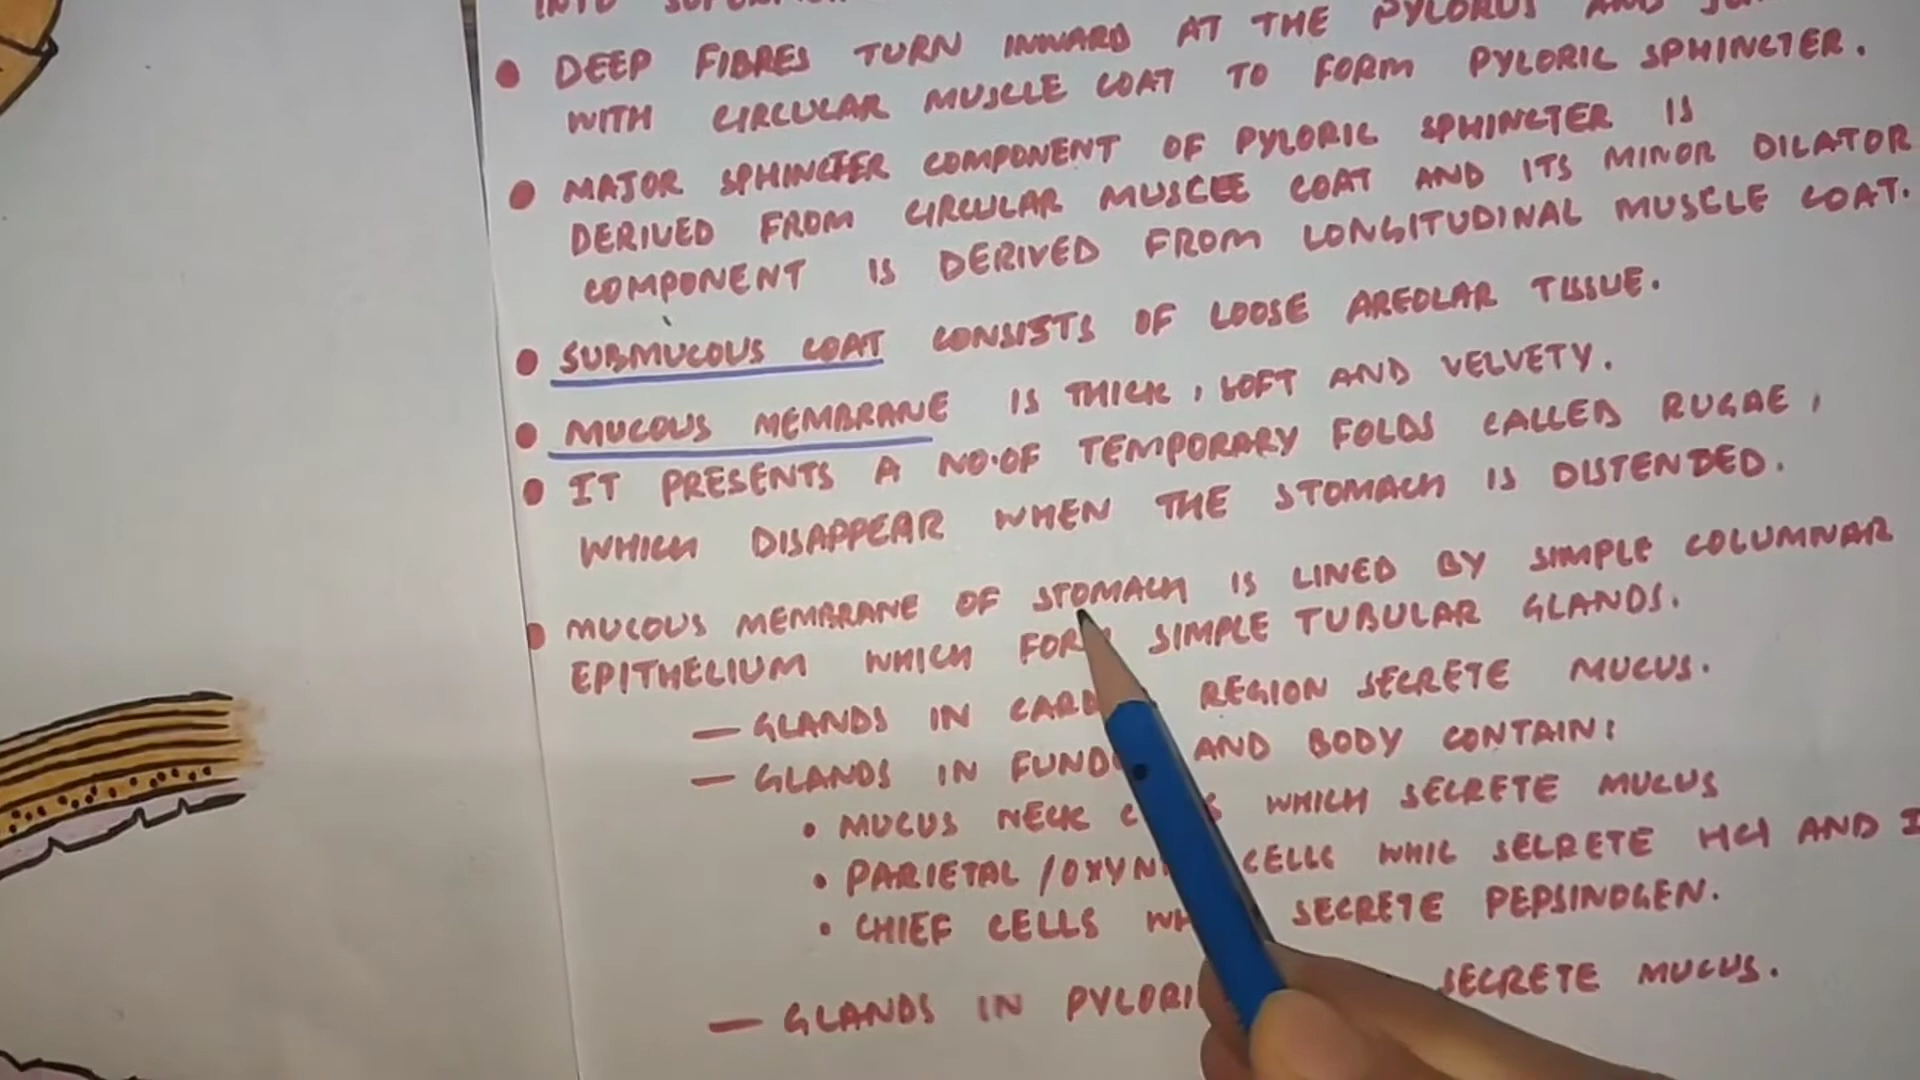 INTO
• DEEP FIBRES TURN INWARD AT THE PYLORUS AND
WITH CIRCULAR MUSCLE COAT TO FORM PYLORIC SPHINCTER.
• MAJOR SPHINCTER COMPONENT OF PYLORIC SPHINCTER IS
DERIVED FROM CIRCULAR MUSCLE COAT AND ITS MINOR DILATOR
COMPONENT IS DERIVED FROM LONGITUDINAL MUSCLE COAT.
• SUBMUCOUS COAT CONSISTS OF LOOSE AREOLAR TISSUE.
• MUCOUS MEMBRANE IS THICK, SOFT AND VELVETY.
• IT PRESENTS A NO. OF TEMPORARY FOLDS CALLED RUGAE,
WHICH DISAPPEAR WHEN THE STOMACH IS DISTENDED.
• MUCOUS MEMBRANE OF STOMACH IS LINED BY SIMPLE COLUMNAR
EPITHELIUM WHICH FORM SIMPLE TUBULAR GLANDS.
— GLANDS IN REGION SECRETE MUCUS.
— GLANDS IN AND BODY CONTAIN:
• MUCUS NECK WHICH SECRETE MUCUS
• PARIETAL / CELLS WHIC SECRETE HCl AND
• CHIEF CELLS SECRETE PEPSINOGEN.
— GLANDS IN SECRETE MUCUS.